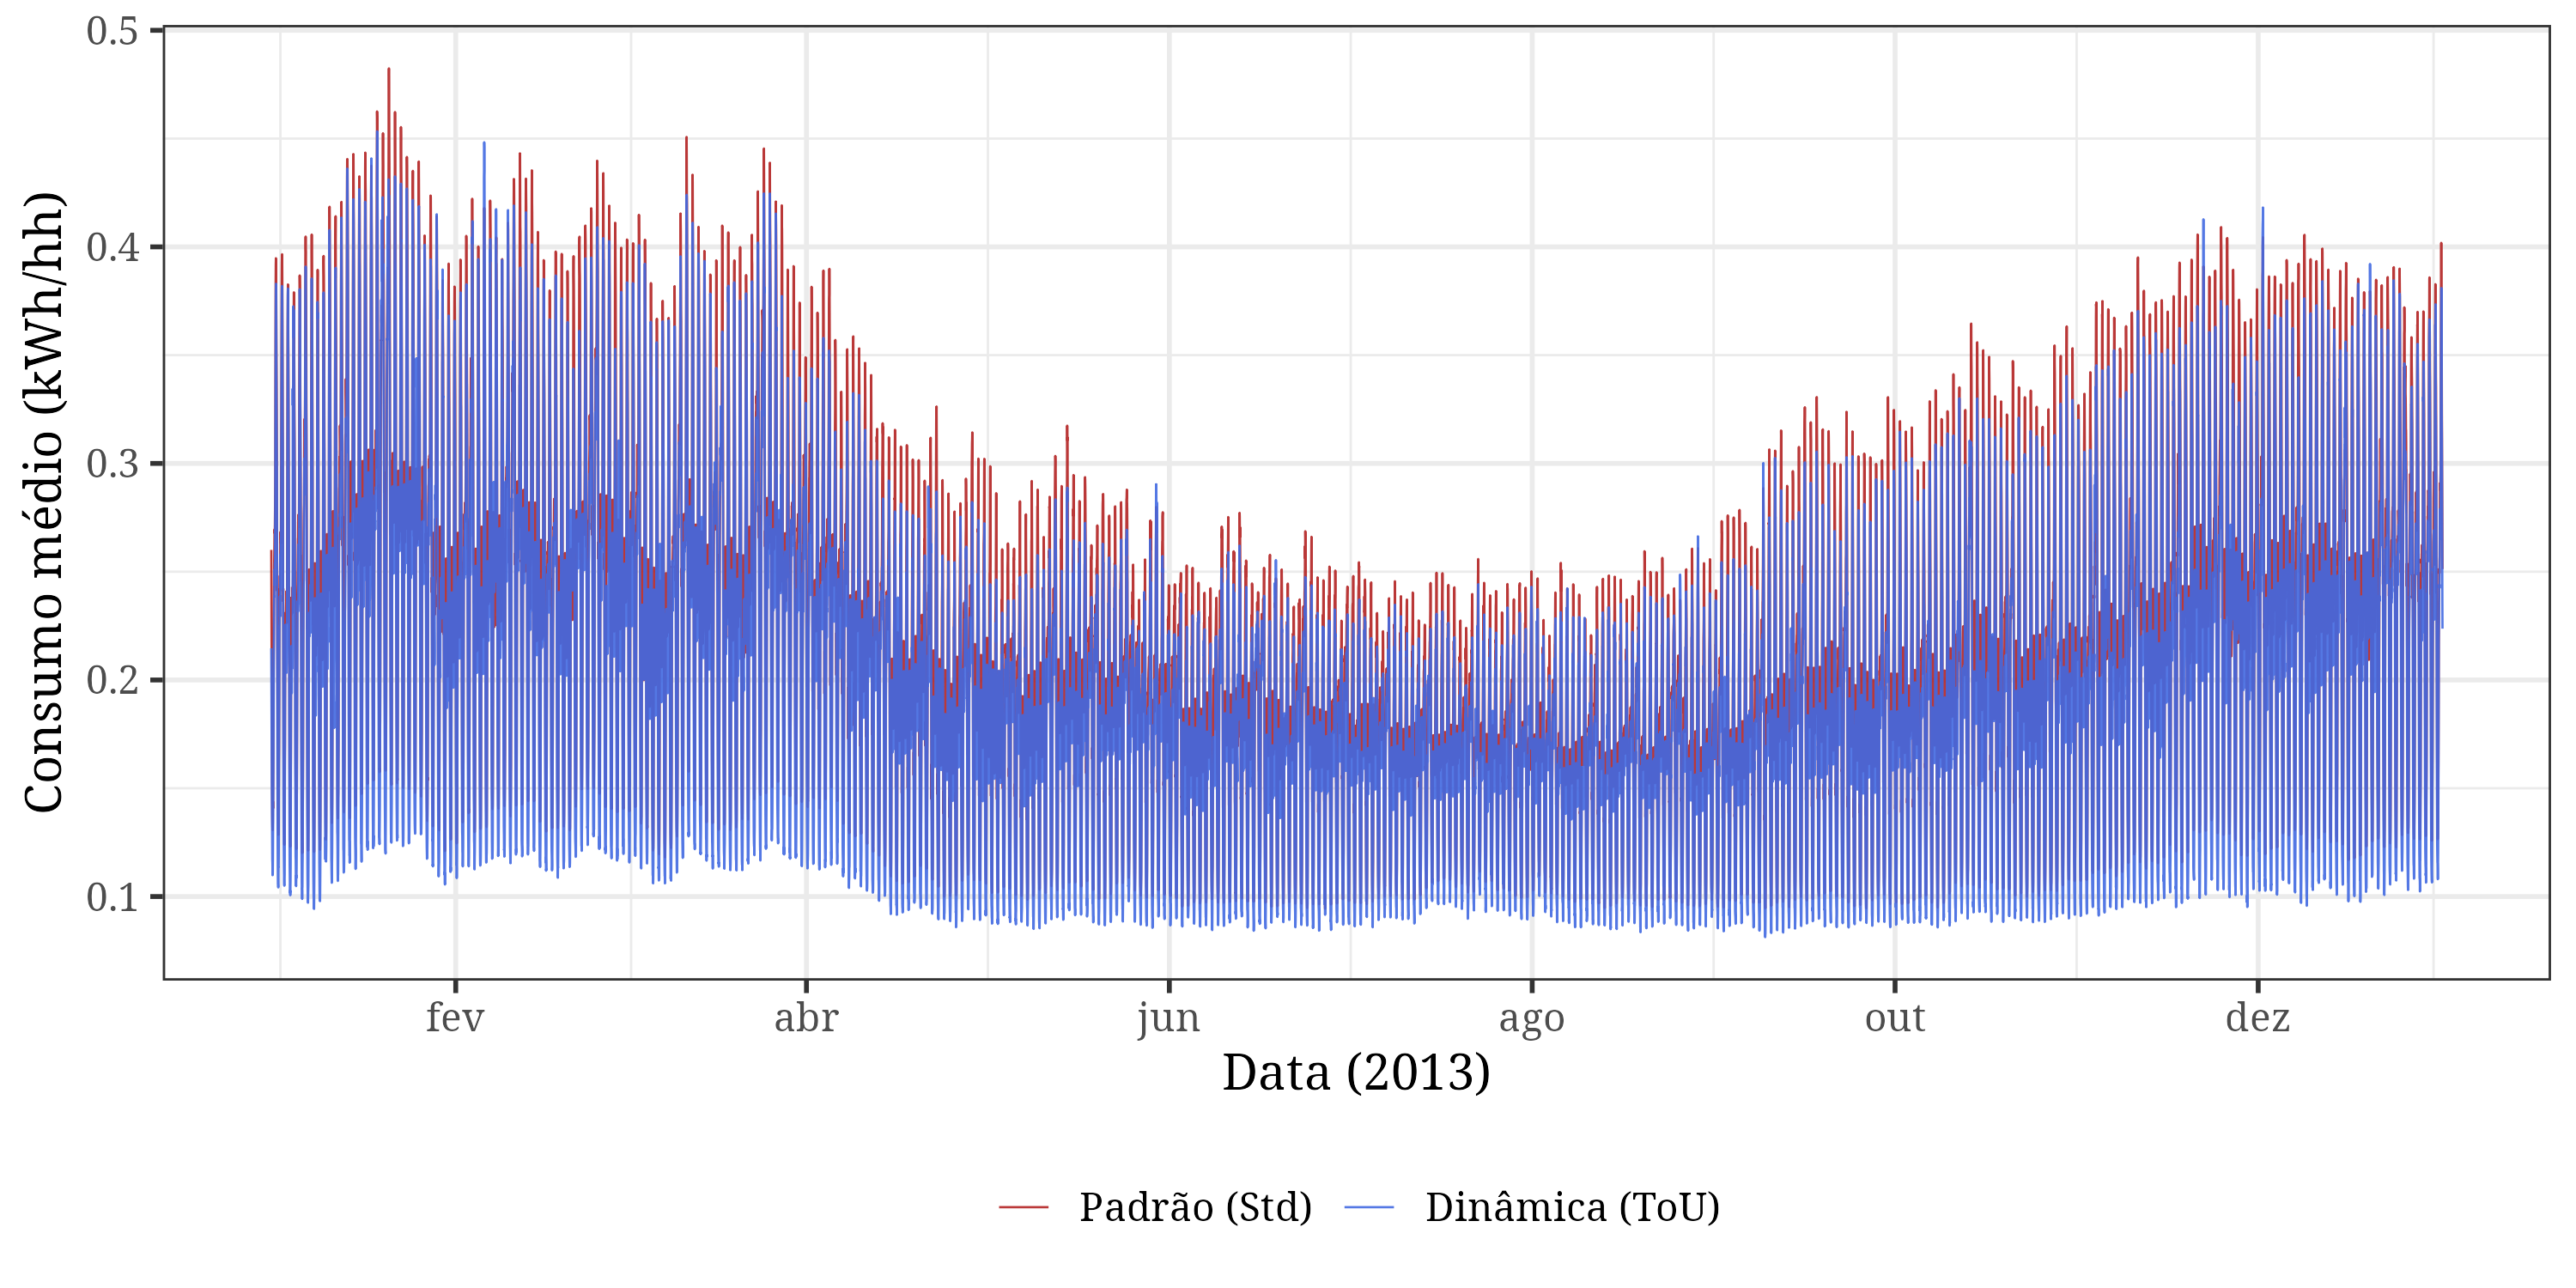 Consumo médio (kWh/hh)
0.5
0.4
0.3
0.2
0.1
fev abr jun ago out dez
Data (2013)
Padrão (Std) Dinâmica (ToU)